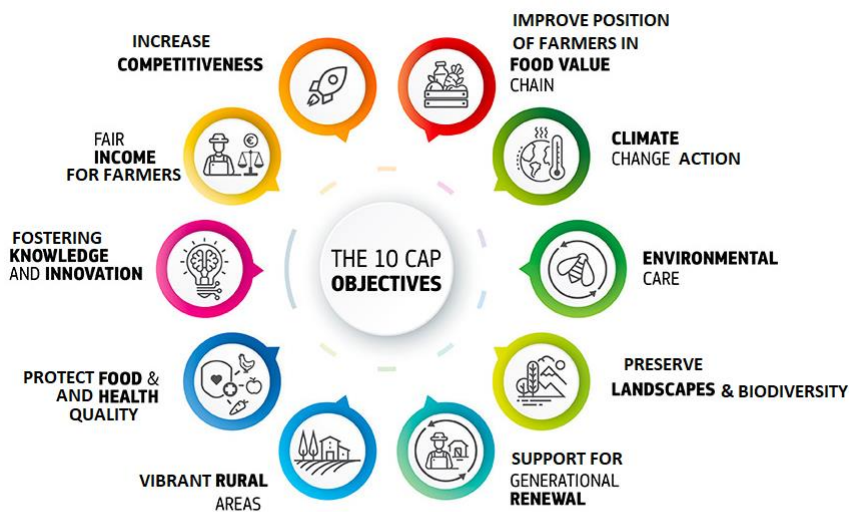 INCREASE
COMPETITIVENESS
IMPROVE POSITION
OF FARMERS IN
FOOD VALUE
CHAIN
FAIR
INCOME
FOR FARMERS
CLIMATE
CHANGE ACTION
FOSTERING
KNOWLEDGE
AND INNOVATION
THE 10 CAP
OBJECTIVES
ENVIRONMENTAL
CARE
PROTECT FOOD &
AND HEALTH
QUALITY
PRESERVE
LANDSCAPES & BIODIVERSITY
VIBRANT RURAL
AREAS
SUPPORT FOR
GENERATIONAL
RENEWAL